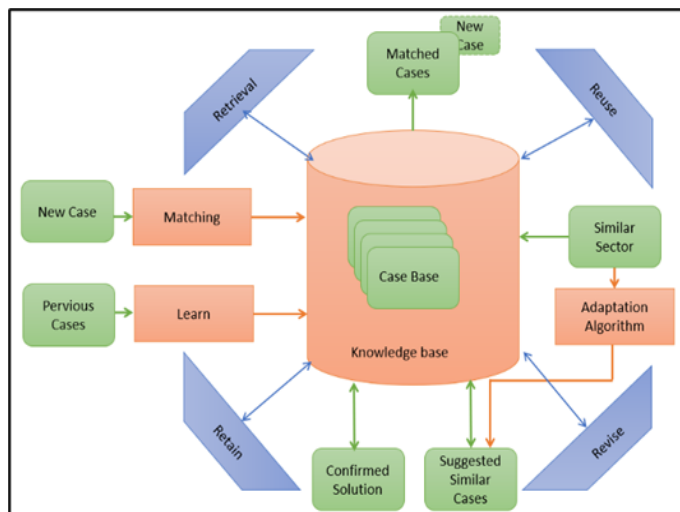 New
Case
Matched
Cases
Retrieval
Reuse
New Case
Matching
Similar
Sector
Case Base
Pervious
Cases
Learn
Adaptation
Algorithm
Knowledge base
Retain
Confirmed
Solution
Suggested
Similar
Cases
Revise